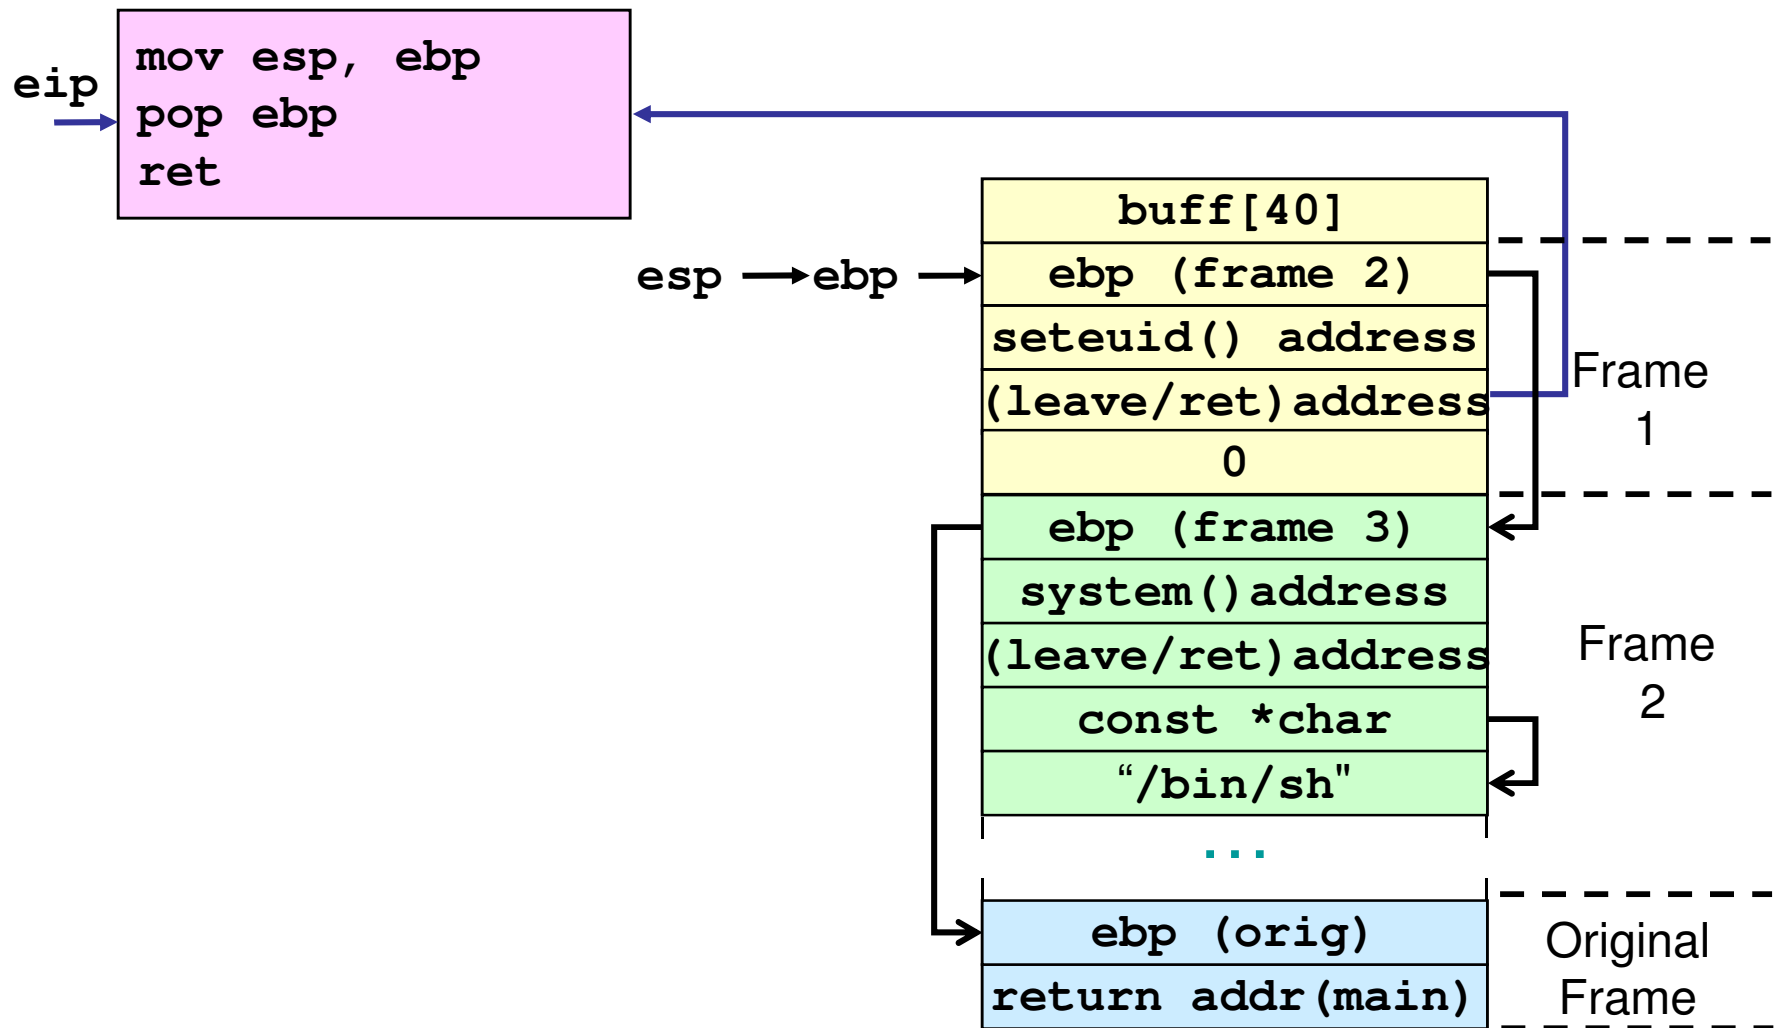 mov esp, ebp
eip
pop ebp
ret
buff[40]
esp
ebp
ebp (frame 2)
seteuid() address
(leave/ret)address
0
Frame
1
ebp (frame 3)
system()address
(leave/ret)address
const *char
“/bin/sh"
Frame
2
...
ebp (orig)
return addr(main)
Original
Frame